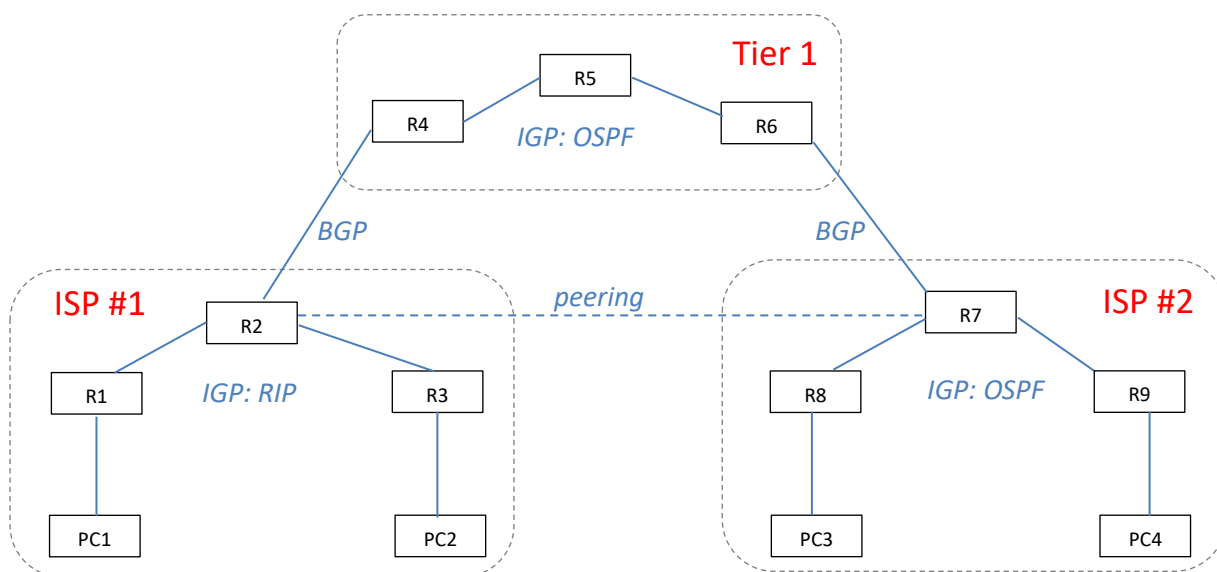 Tier 1
R5
R4
R6
IGP: OSPF
BGP
BGP
ISP #1
peering
ISP #2
R2
R7
R1
IGP: RIP
R3
R8
IGP: OSPF
R9
PC1
PC2
PC3
PC4